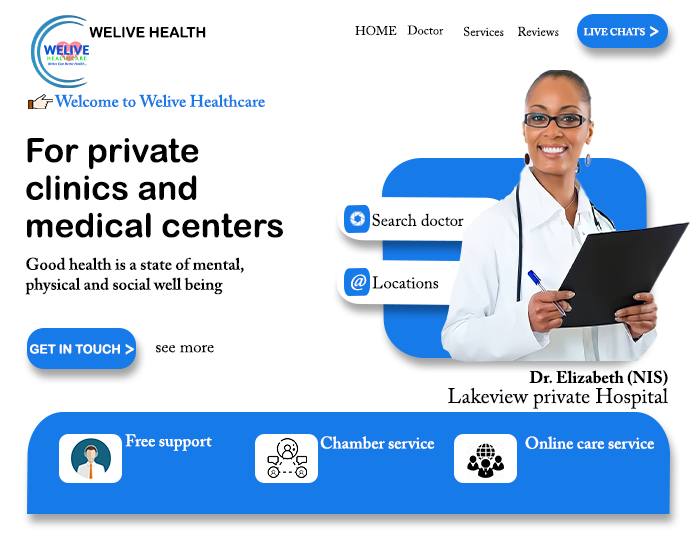 WELIVE HEALTH
HOME Doctor Services Reviews LIVE CHATS >
WELIVE
HEALTHCARE
Welcome to Welive Healthcare
For private
clinics and
medical centers
Good health is a state of mental,
physical and social well being
Search doctor
@ Locations
GET IN TOUCH > see more
Dr. Elizabeth (NIS)
Lakeview private Hospital
Free support
Chamber service
Online care service